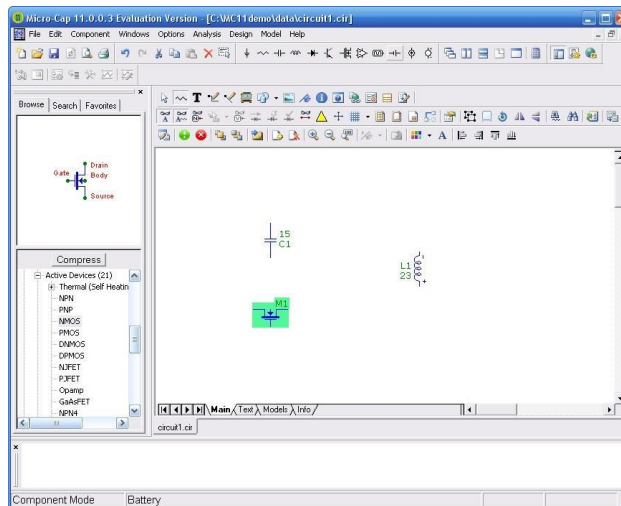 Micro-Cap 11.0.0.3 Evaluation Version - [C:\MC11demo\data\circuit1.cir]
File Edit Component Windows Options Analysis Design Model Help
Browse Search Favorites
Drain
Gate Body
Source
Compress
Active Devices (21)
Thermal (Self Heatin
NPN
PNP
NMOS
PMOS
DNMOS
DPMOS
NJFET
PJFET
Opamp
GaAsFET
NPN4
15
C1
L1
23
M1
Main Text Models Info
circuit1.cir
Component Mode Battery